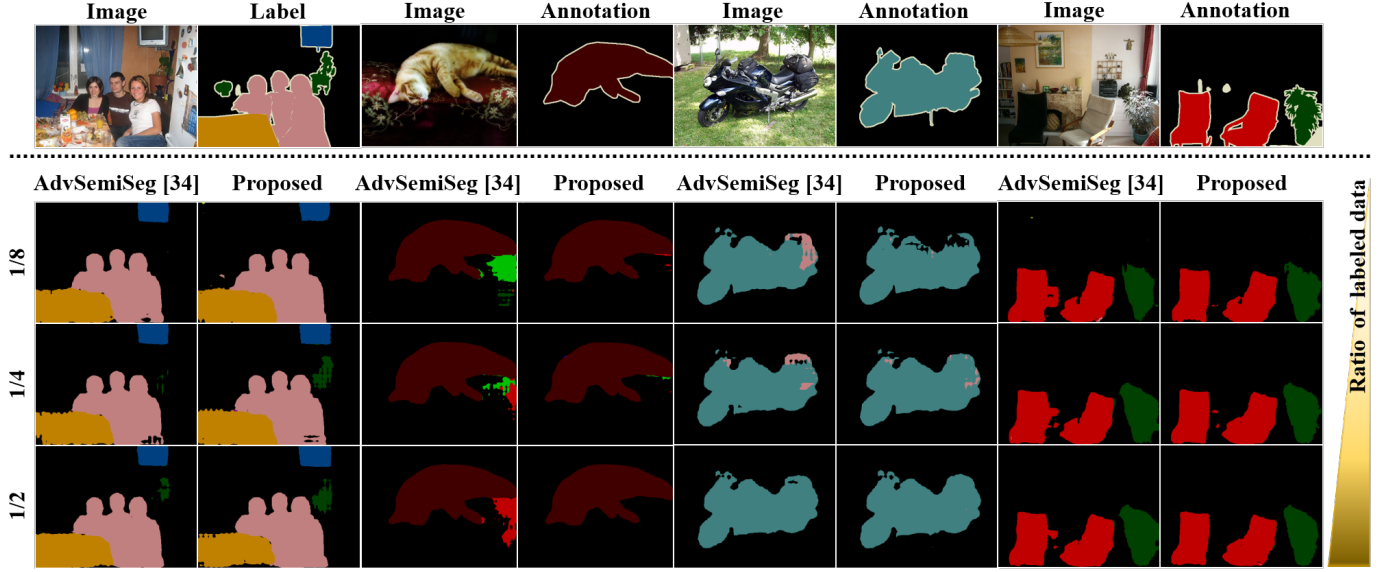 Image Label Image Annotation Image Annotation Image Annotation
AdvSemiSeg [34] Proposed AdvSemiSeg [34] Proposed AdvSemiSeg [34] Proposed AdvSemiSeg [34] Proposed
1/8
1/4
1/2
Ratio of labeled data